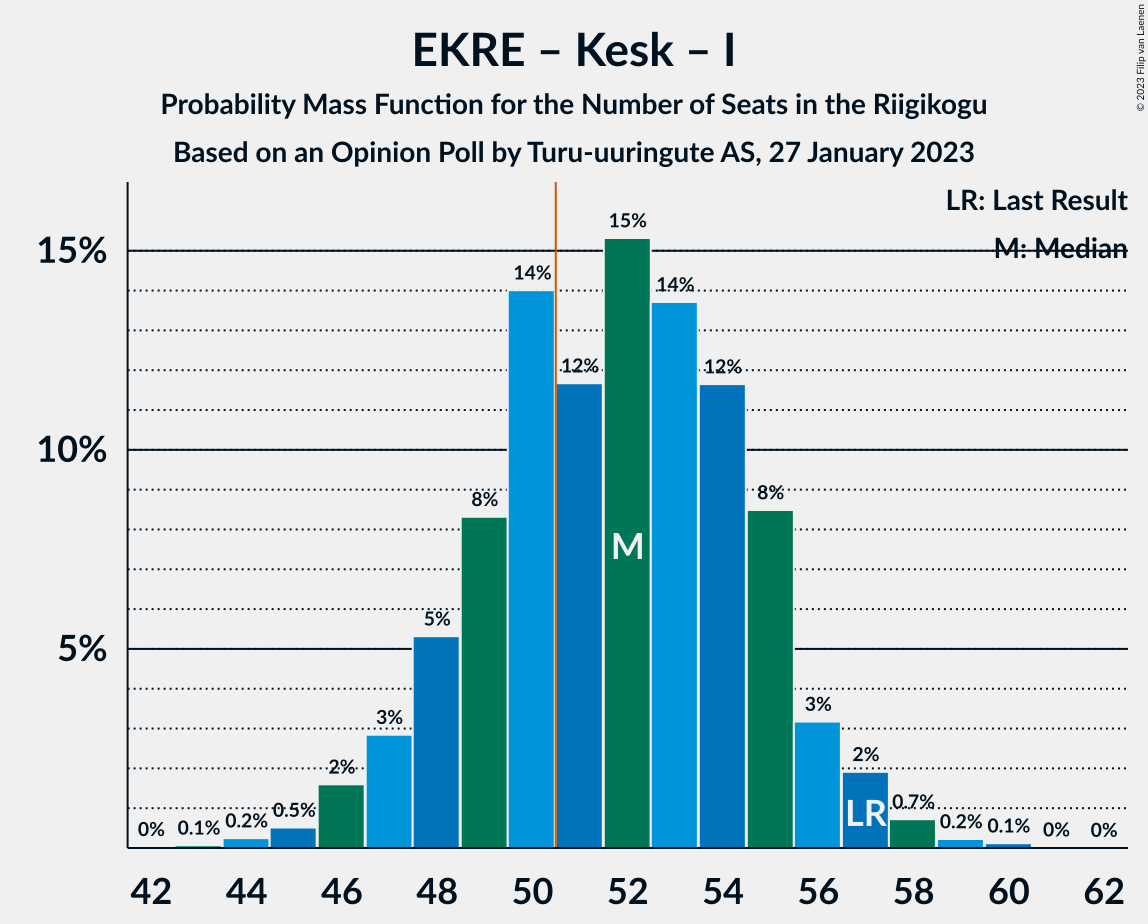 EKRE – Kesk – I
Probability Mass Function for the Number of Seats in the Riigikogu
Based on an Opinion Poll by Turu-uuringute AS, 27 January 2023
© 2023 Filip van Laenen
LR: Last Result
M: Median
15%
10%
5%
0%
0.1%
0.2%
0.5%
2%
3%
5%
8%
14%
12%
15%
14%
12%
8%
3%
2%
0.7%
0.2%
0.1%
0%
0%
M
LR
42 44 46 48 50 52 54 56 58 60 62